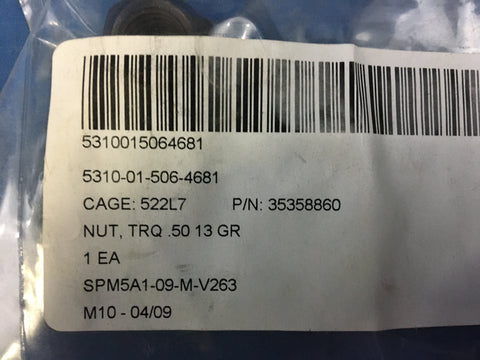 5310015064681
5310-01-506-4681
CAGE: 522L7 P/N: 35358860
NUT, TRQ .50 13 GR
1 EA
SPM5A1-09-M-V263
M10 - 04/09